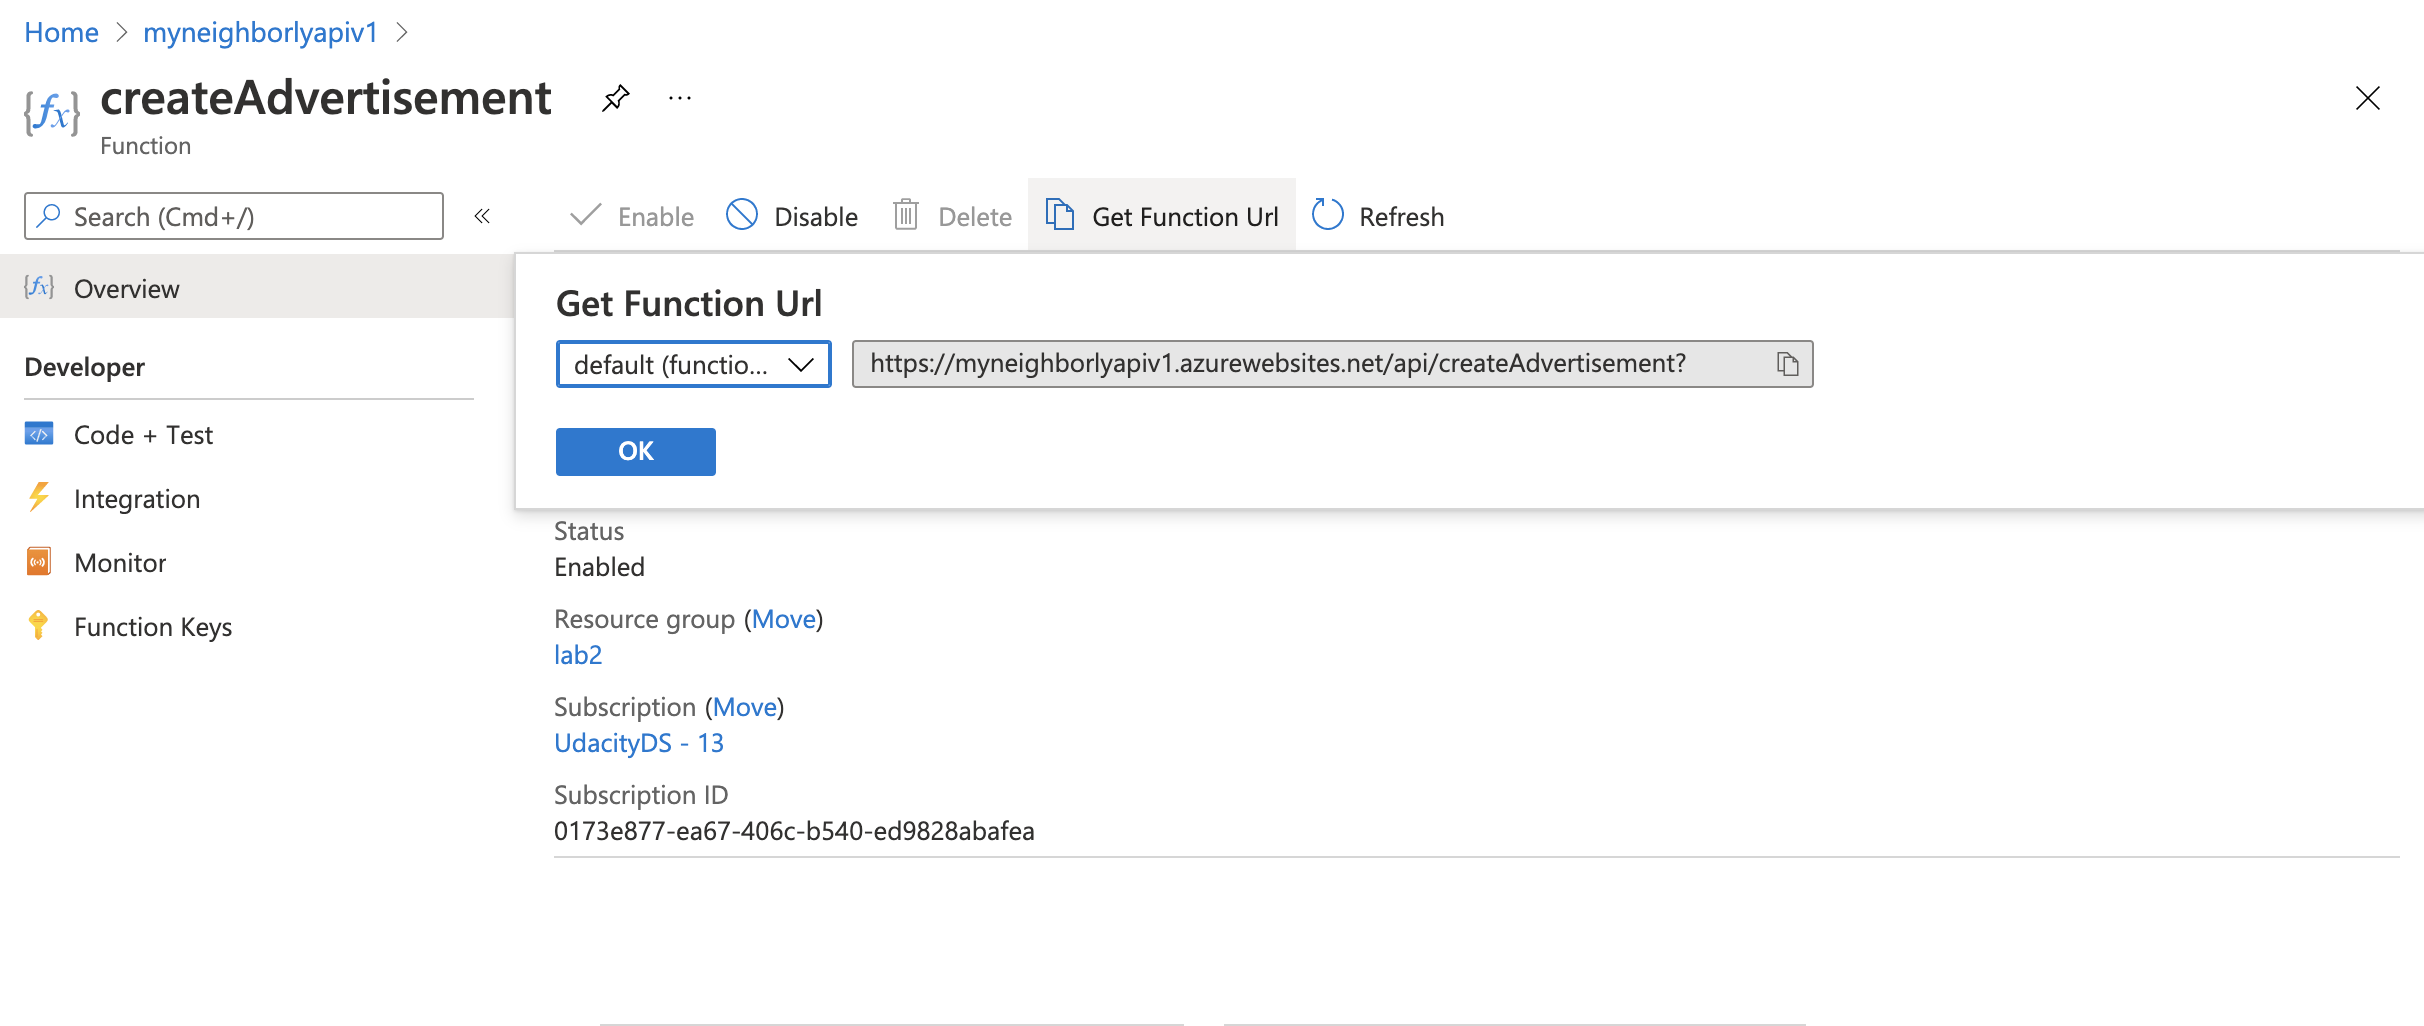 Home > myneighborlyapiv1 >
createAdvertisement
Function
Search (Cmd+/)
«
Enable
Disable
Delete
Get Function Url
Refresh
Overview
Developer
Code + Test
Integration
Monitor
Function Keys
Get Function Url
default (functio...
https://myneighborlyapiv1.azurewebsites.net/api/createAdvertisement?
OK
Status
Enabled
Resource group (Move)
lab2
Subscription (Move)
UdacityDS - 13
Subscription ID
0173e877-ea67-406c-b540-ed9828abafea